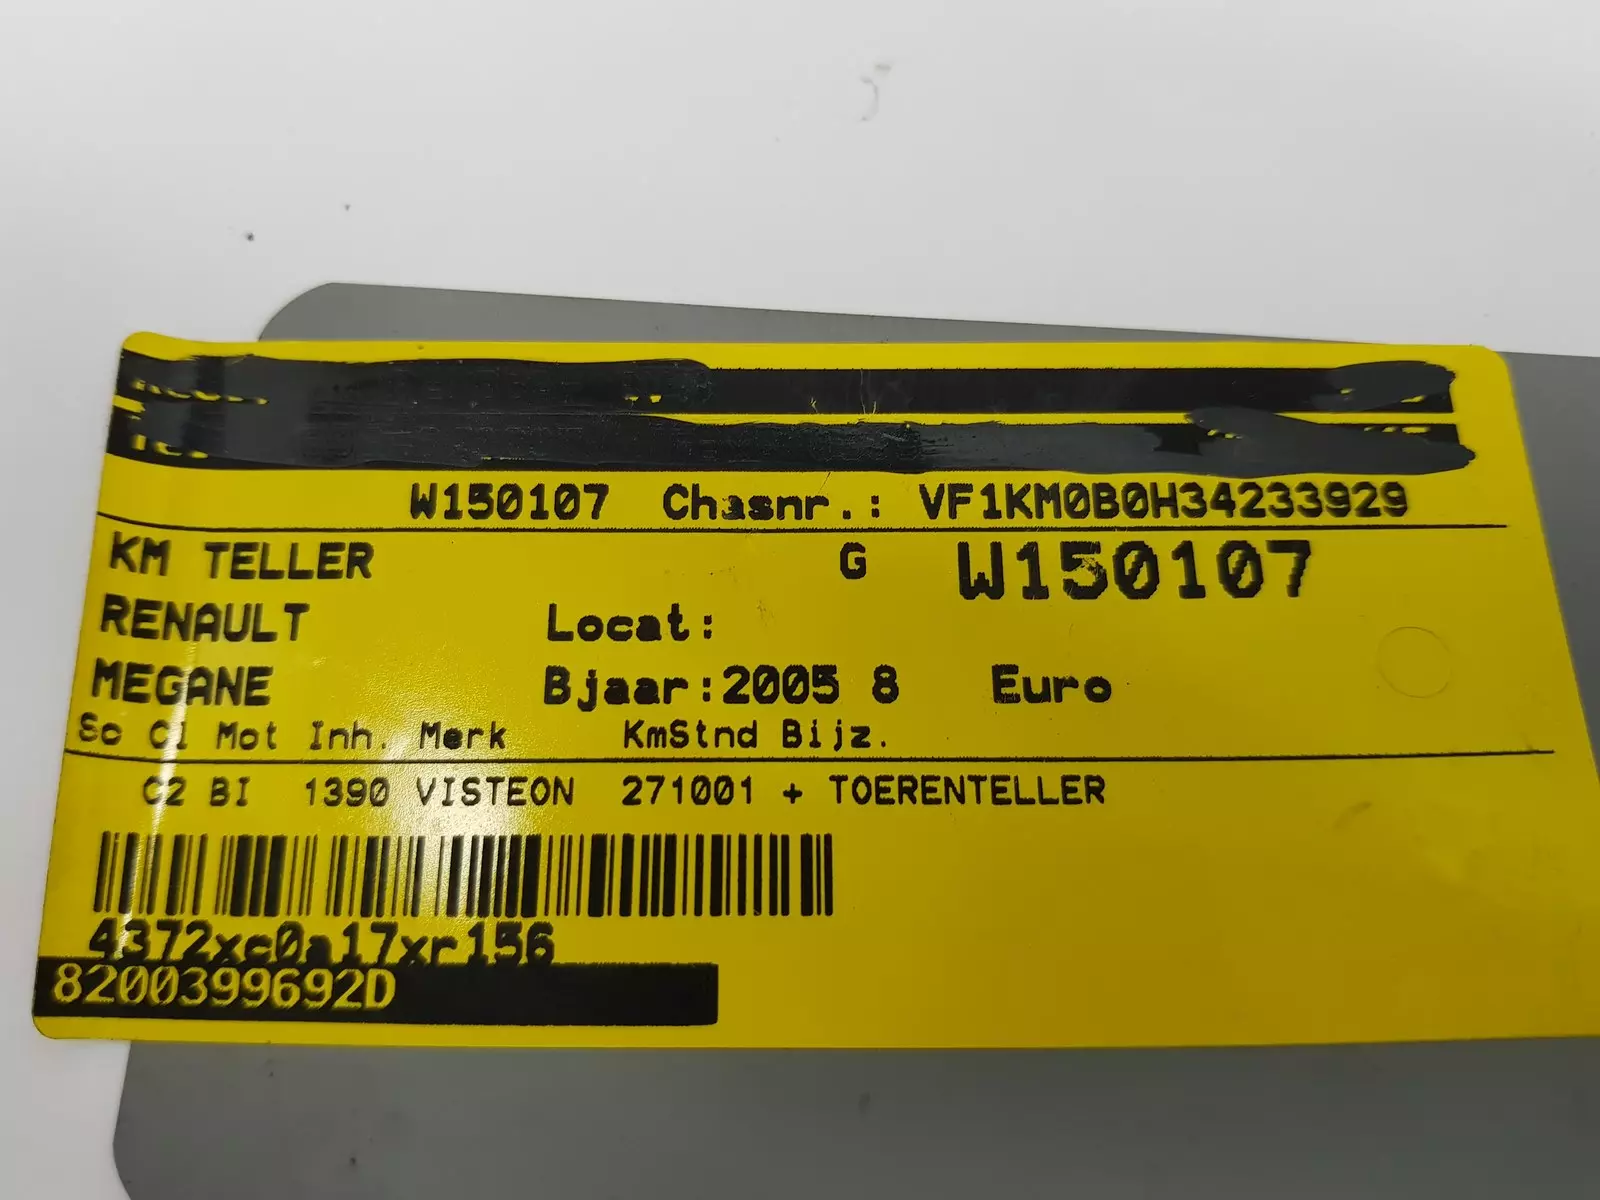 W150107 Chasnr.: VF1KM0B0H34233929
KM TELLER G W150107
RENAULT Locat:
MEGANE Bjaar:2005 8 Euro
Sc Cl Mot Inh. Merk KmStnd Bijz.
C2 BI 1390 VISTEON 271001 + TOERENTELLER
4372xc0a17xr156
8200399692D